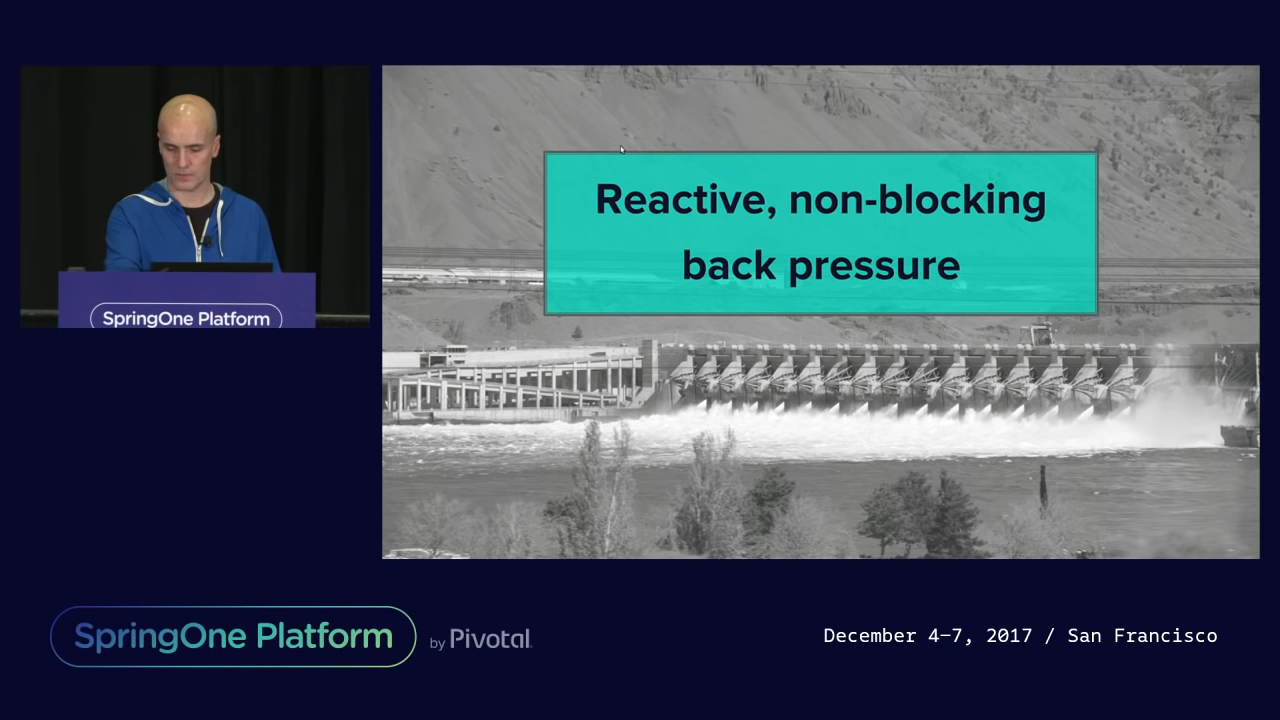 Reactive, non-blocking
back pressure
SpringOne Platform
SpringOne Platform
by Pivotal.
December 4–7, 2017 / San Francisco